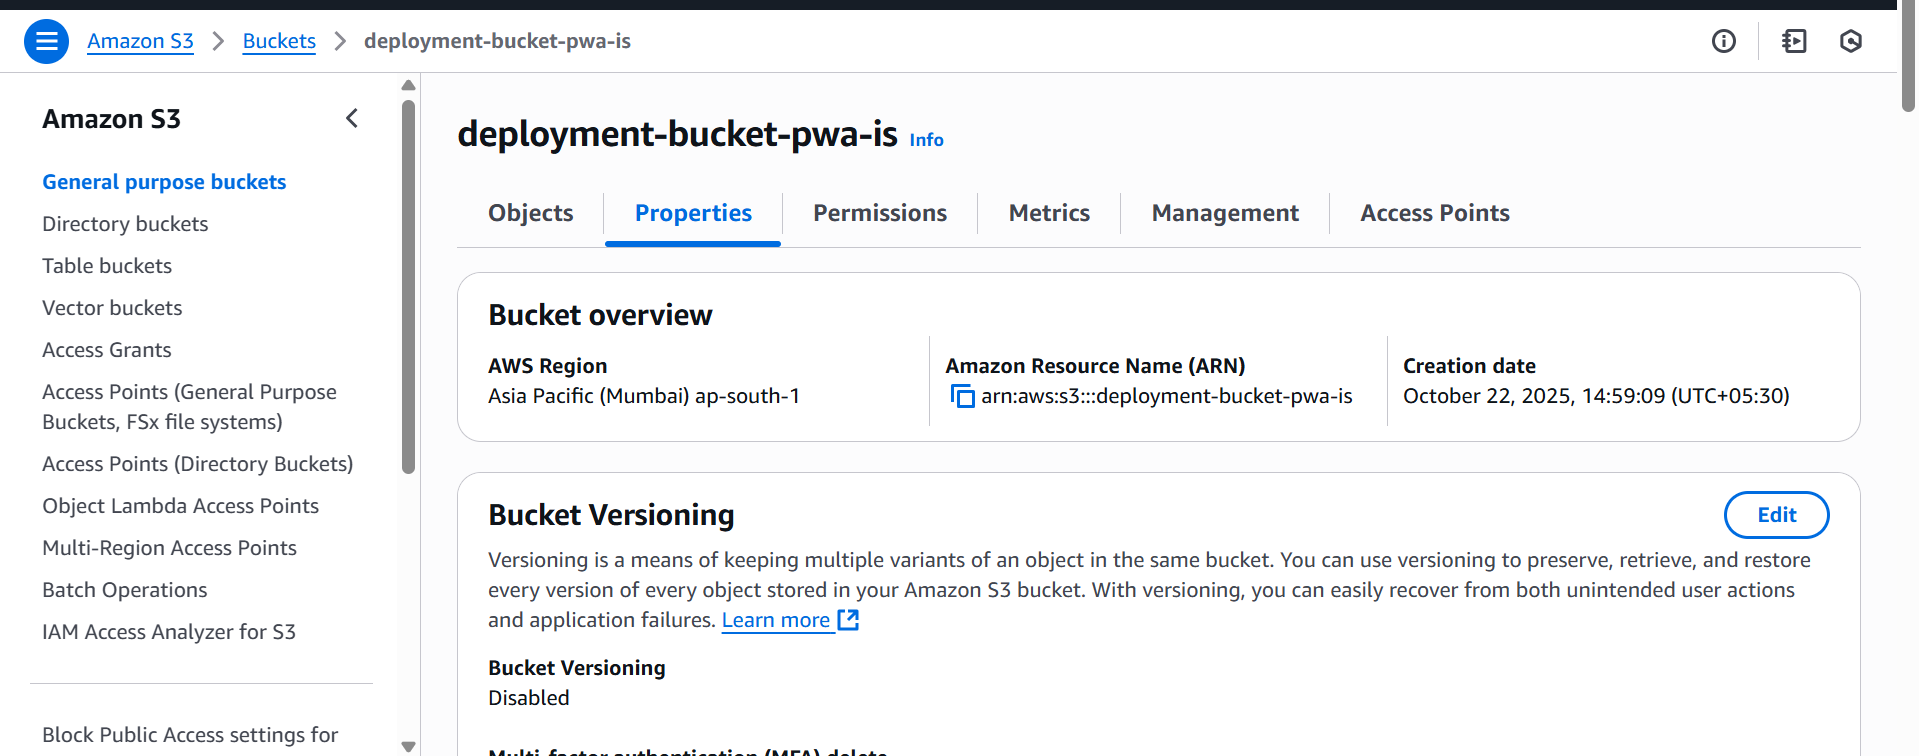 Amazon S3 > Buckets > deployment-bucket-pwa-is
Amazon S3
General purpose buckets
Directory buckets
Table buckets
Vector buckets
Access Grants
Access Points (General Purpose
Buckets, FSx file systems)
Access Points (Directory Buckets)
Object Lambda Access Points
Multi-Region Access Points
Batch Operations
IAM Access Analyzer for S3
Block Public Access settings for
deployment-bucket-pwa-is Info
Objects Properties Permissions Metrics Management Access Points
Bucket overview
AWS Region
Asia Pacific (Mumbai) ap-south-1
Amazon Resource Name (ARN)
arn:aws:s3:::deployment-bucket-pwa-is
Creation date
October 22, 2025, 14:59:09 (UTC+05:30)
Bucket Versioning
Edit
Versioning is a means of keeping multiple variants of an object in the same bucket. You can use versioning to preserve, retrieve, and restore
every version of every object stored in your Amazon S3 bucket. With versioning, you can easily recover from both unintended user actions
and application failures. Learn more
Bucket Versioning
Disabled
Multi-factor authentication (MFA) delete